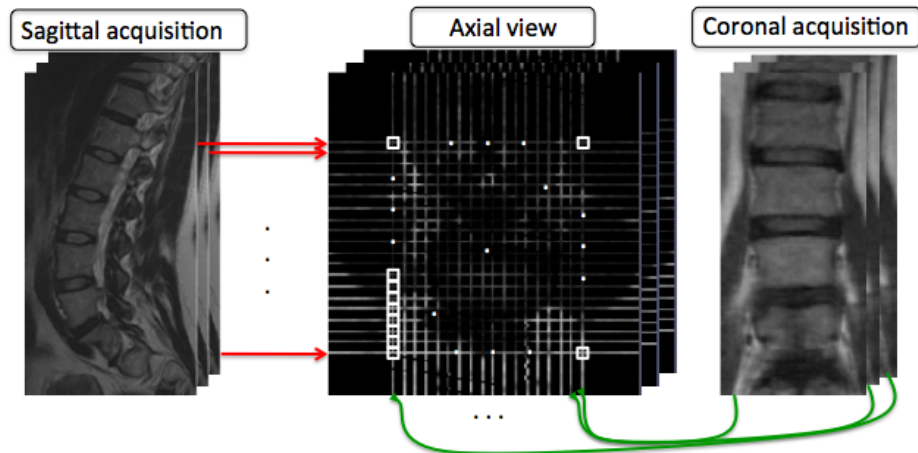 Sagittal acquisition
Axial view
Coronal acquisition
. . .